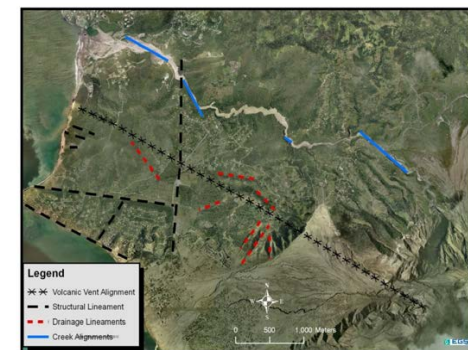 Legend
Volcanic Vent Alignment
Structural Lineament
Drainage Lineaments
Creek Alignments
N
0 500 1,000 Meters